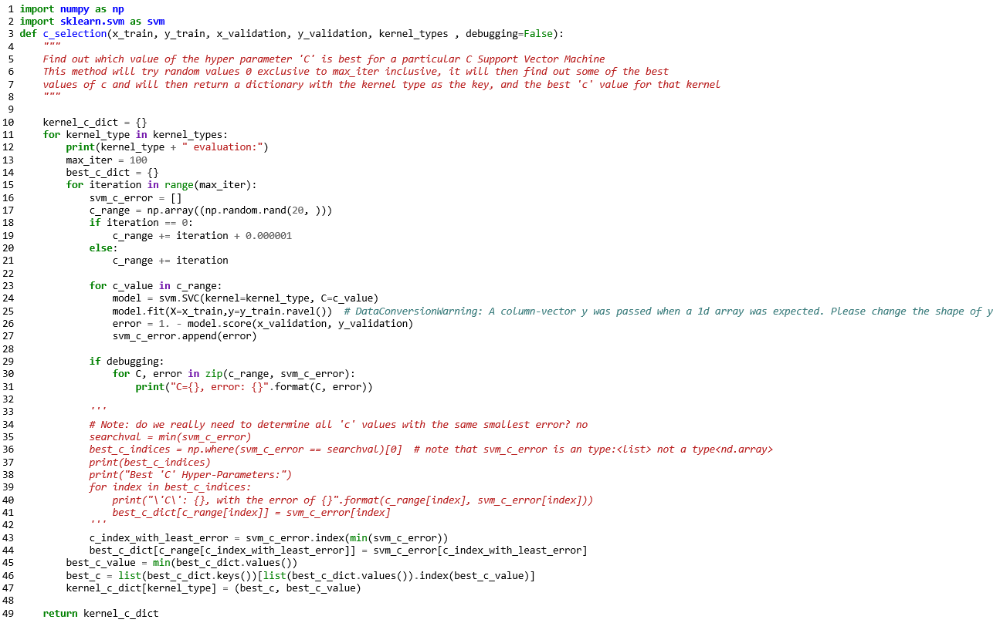 1 import numpy as np
2 import sklearn.svm as svm
3 def c_selection(x_train, y_train, x_validation, y_validation, kernel_types , debugging=False):
4     """
5     Find out which value of the hyper parameter 'C' is best for a particular C Support Vector Machine
6     This method will try random values 0 exclusive to max_iter inclusive, it will then find out some of the best
7     values of c and will then return a dictionary with the kernel type as the key, and the best 'c' value for that kernel
8     """
9
10     kernel_c_dict = {}
11     for kernel_type in kernel_types:
12         print(kernel_type + " evaluation:")
13         max_iter = 100
14         best_c_dict = {}
15         for iteration in range(max_iter):
16             svm_c_error = []
17             c_range = np.array((np.random.rand(20, )))
18             if iteration == 0:
19                 c_range += iteration + 0.000001
20             else:
21                 c_range += iteration
22
23             for c_value in c_range:
24                 model = svm.SVC(kernel=kernel_type, C=c_value)
25                 model.fit(X=x_train,y=y_train.ravel())  # DataConversionWarning: A column-vector y was passed when a 1d array was expected. Please change the shape of y
26                 error = 1. - model.score(x_validation, y_validation)
27                 svm_c_error.append(error)
28
29             if debugging:
30                 for C, error in zip(c_range, svm_c_error):
31                     print("C={}, error: {}".format(C, error))
32
33             '''
34             # Note: do we really need to determine all 'c' values with the same smallest error? no
35             searchval = min(svm_c_error)
36             best_c_indices = np.where(svm_c_error == searchval)[0]  # note that svm_c_error is an type:<list> not a type<nd.array>
37             print(best_c_indices)
38             print("Best 'C' Hyper-Parameters:")
39             for index in best_c_indices:
40                 print("\'C\': {}, with the error of {}".format(c_range[index], svm_c_error[index]))
41                 best_c_dict[c_range[index]] = svm_c_error[index]
42             '''
43             c_index_with_least_error = svm_c_error.index(min(svm_c_error))
44             best_c_dict[c_range[c_index_with_least_error]] = svm_c_error[c_index_with_least_error]
45         best_c_value = min(best_c_dict.values())
46         best_c = list(best_c_dict.keys())[list(best_c_dict.values()).index(best_c_value)]
47         kernel_c_dict[kernel_type] = (best_c, best_c_value)
48
49     return kernel_c_dict